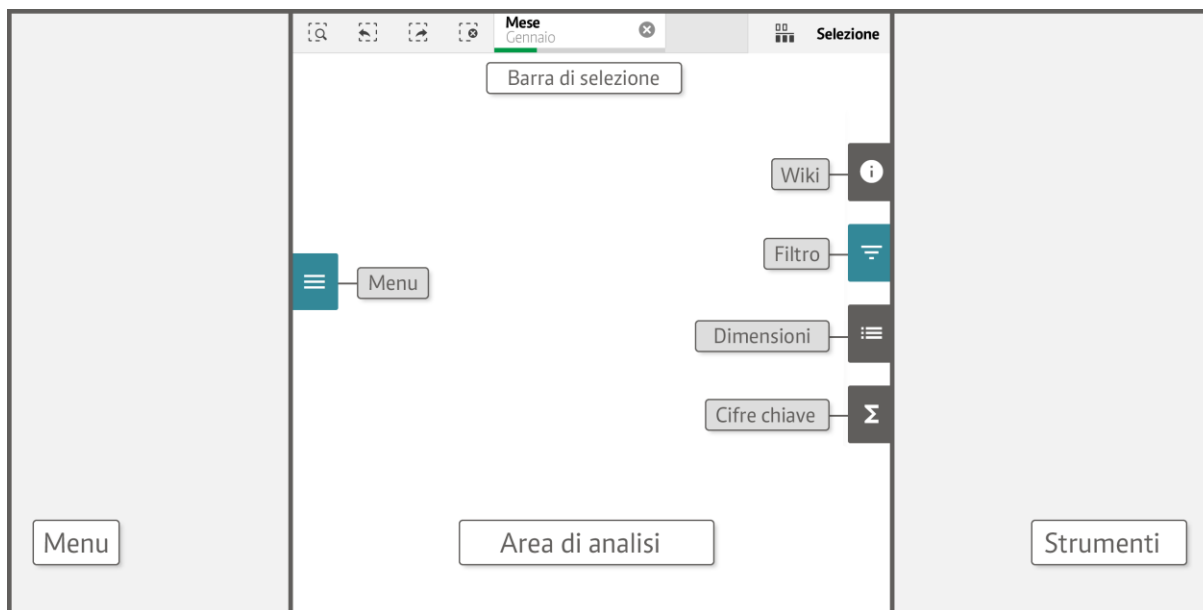 Mese
Gennaio
Selezione
Barra di selezione
Wiki
Filtro
Menu
Dimensioni
Cifre chiave
Σ
Menu
Area di analisi
Strumenti